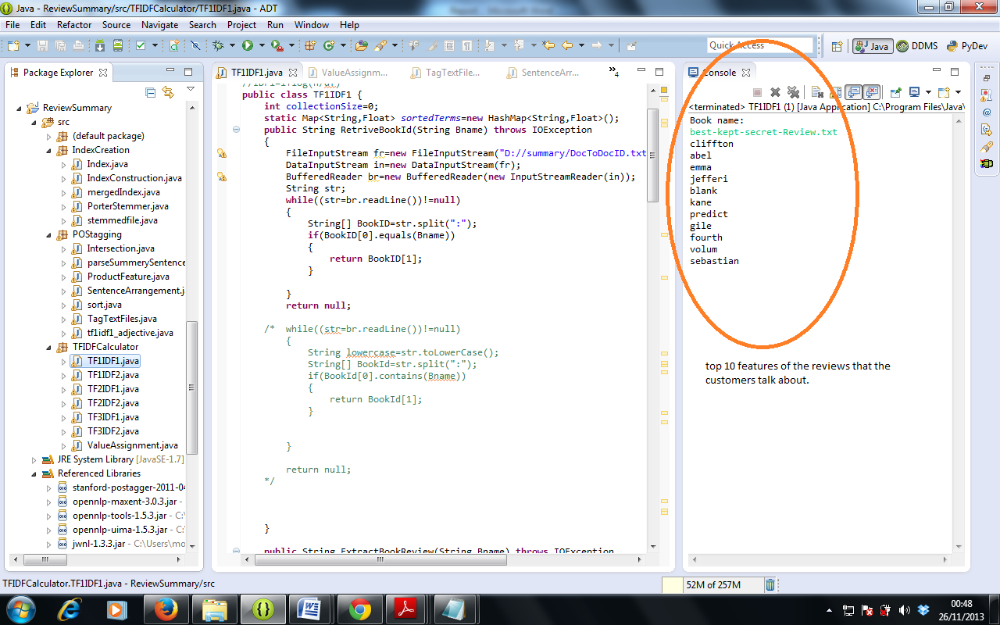 Java - ReviewSummary/src/TFIDFCalculator/TF1IDF1.java - ADT
File Edit Refactor Source Navigate Search Project Run Window Help
Quick Access
Java
DDMS
PyDev
Package Explorer
ReviewSummary
src
(default package)
IndexCreation
Index.java
IndexConstruction.java
mergedIndex.java
PorterStemmer.java
stemmedfile.java
POStagging
Intersection.java
parseSummerySentence
ProductFeature.java
SentenceArrangement.j
sort.java
TagTextFiles.java
tf1idf1_adjective.java
TFIDFCalculator
TF1IDF1.java
TF1IDF2.java
TF2IDF1.java
TF2IDF2.java
TF3IDF1.java
TF3IDF2.java
ValueAssignment.java
JRE System Library [JavaSE-1.7]
Referenced Libraries
stanford-postagger-2011-04
opennlp-maxent-3.0.3.jar -
opennlp-tools-1.5.3.jar - C:
opennlp-uima-1.5.3.jar - C:\
jwnl-1.3.3.jar - C:\Users\mo
TF1IDF1.java
ValueAssignm...
TagTextFile...
SentenceArr...
4
public class TF1IDF1 {
int collectionSize=0;
static Map<String,Float> sortedTerms=new HashMap<String,Float>();
public String RetriveBookId(String Bname) throws IOException
{
FileInputStream fr=new FileInputStream("D://summary/DocToDocID.txt
DataInputStream in=new DataInputStream(fr);
BufferedReader br=new BufferedReader(new InputStreamReader(in));
String str;
while((str=br.readLine())!=null)
{
String[] BookID=str.split(":");
if(BookID[0].equals(Bname))
{
return BookID[1];
}
}
return null;
/* while((str=br.readLine())!=null)
{
String lowercase=str.toLowerCase();
String[] BookId=str.split(":");
if(BookId[0].contains(Bname))
{
return BookId[1];
}
}
return null;
*/
}
public String ExtractBookReview(String Bname) throws IOException
Console
<terminated> TF1IDF1 (1) [Java Application] C:\Program Files\Java\
Book name:
best-kept-secret-Review.txt
cliffton
abel
emma
jefferi
blank
kane
predict
gile
fourth
volum
sebastian
top 10 features of the reviews that the
customers talk about.
TFIDFCalculator.TF1IDF1.java - ReviewSummary/src
52M of 257M
00:48
26/11/2013